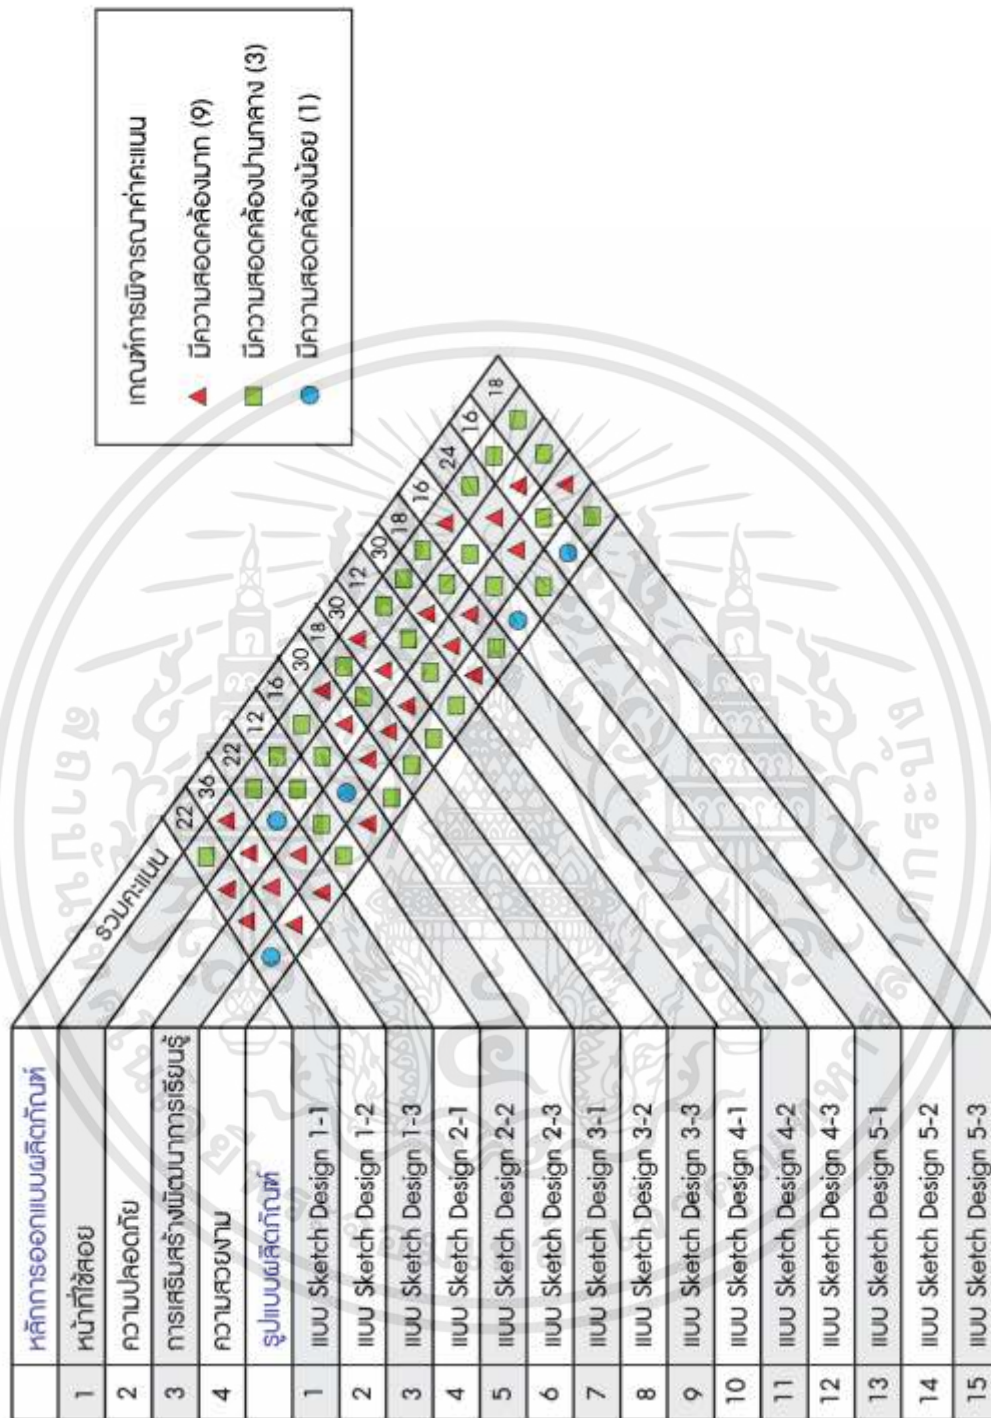 เกณฑ์การพิจารณาค่าคะแนน
มีความสอดคล้องมาก (9)
มีความสอดคล้องปานกลาง (3)
มีความสอดคล้องน้อย (1)
หลักการออกแบบผลิตภัณฑ์
1 หน้าที่ใช้สอย
2 ความปลอดภัย
3 การเสริมสร้างพัฒนาการเรียนรู้
4 ความสวยงาม
รูปแบบผลิตภัณฑ์
1 แบบ Sketch Design 1-1
2 แบบ Sketch Design 1-2
3 แบบ Sketch Design 1-3
4 แบบ Sketch Design 2-1
5 แบบ Sketch Design 2-2
6 แบบ Sketch Design 2-3
7 แบบ Sketch Design 3-1
8 แบบ Sketch Design 3-2
9 แบบ Sketch Design 3-3
10 แบบ Sketch Design 4-1
11 แบบ Sketch Design 4-2
12 แบบ Sketch Design 4-3
13 แบบ Sketch Design 5-1
14 แบบ Sketch Design 5-2
15 แบบ Sketch Design 5-3
รวมคะแนน 22 36 22 12 16 30 18 30 12 30 18 16 24 16 18